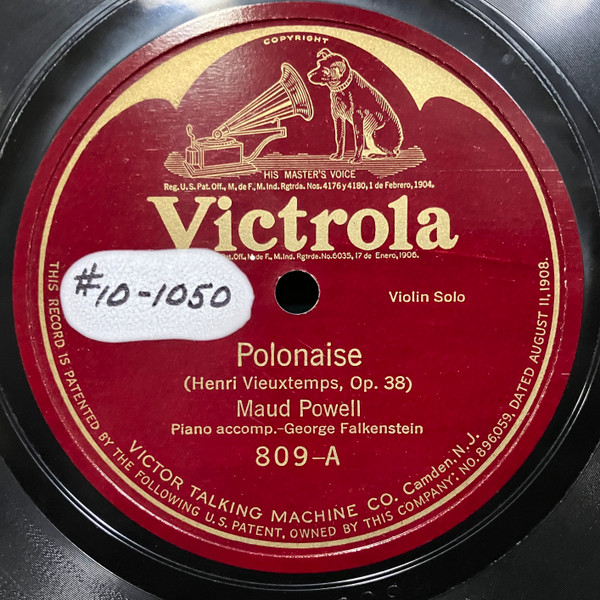 COPYRIGHT
HIS MASTER'S VOICE
Reg. U.S. Pat. Off., M. de F., M. Ind. Rgtrda. Nos. 4176 y 4180, 1 de Febrero, 1904.
Victrola
Pat. Off., M. de F., M. Ind. Rgtrda. No. 6035, 17 de Enero, 1906.
#10-1050
Violin Solo
Polonaise
(Henri Vieuxtemps, Op. 38)
Maud Powell
Piano accomp.-George Falkenstein
809-A
VICTOR TALKING MACHINE CO. Camden, N.J.
THIS RECORD IS PATENTED BY THE FOLLOWING U.S. PATENT, OWNED BY THIS COMPANY: NO. 896,059, DATED AUGUST 11, 1908.